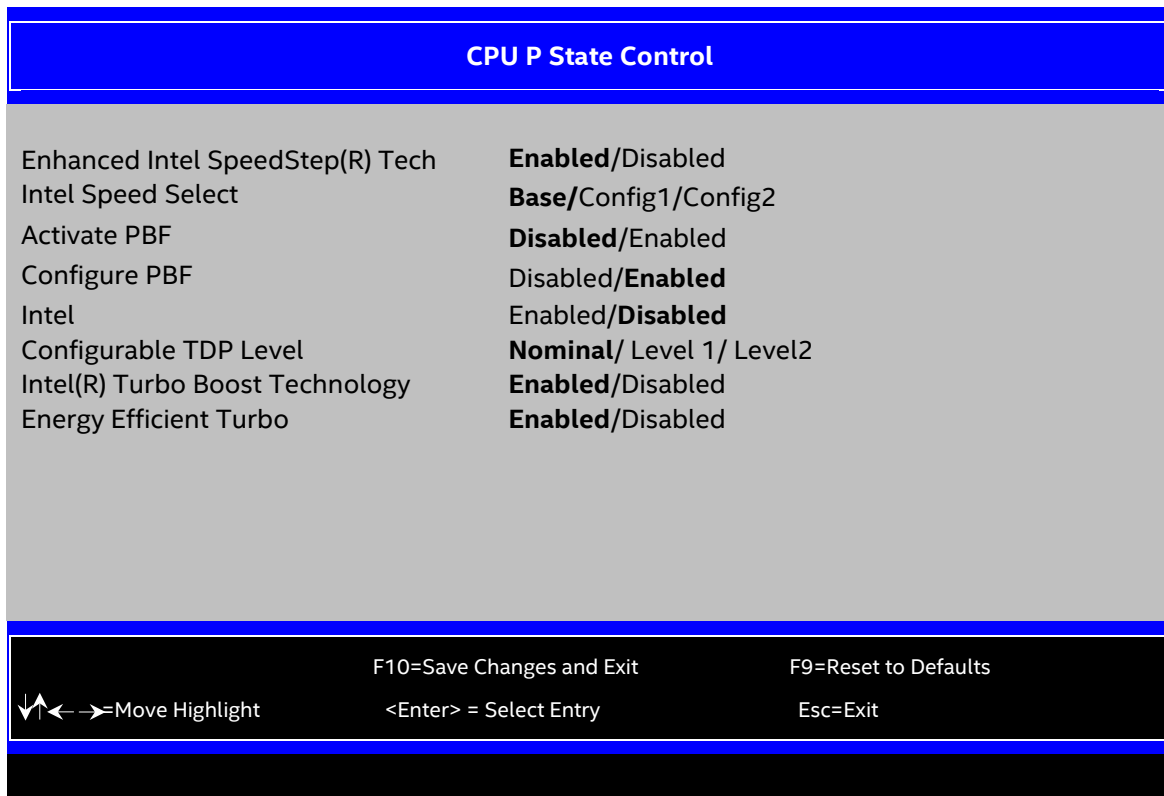 CPU P State Control
Enhanced Intel SpeedStep(R) Tech Enabled/Disabled
Intel Speed Select Base/Config1/Config2
Activate PBF Disabled/Enabled
Configure PBF Disabled/Enabled
Intel Enabled/Disabled
Configurable TDP Level Nominal/ Level 1/ Level2
Intel(R) Turbo Boost Technology Enabled/Disabled
Energy Efficient Turbo Enabled/Disabled
F10=Save Changes and Exit F9=Reset to Defaults
↓↑←→=Move Highlight <Enter> = Select Entry Esc=Exit